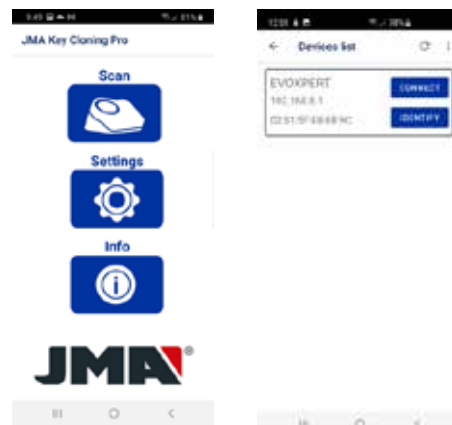 JMA Key Cloning Pro
Scan
Settings
Info
JMA®
Devices list
EVOXPERT
CONNECT
IDENTIFY